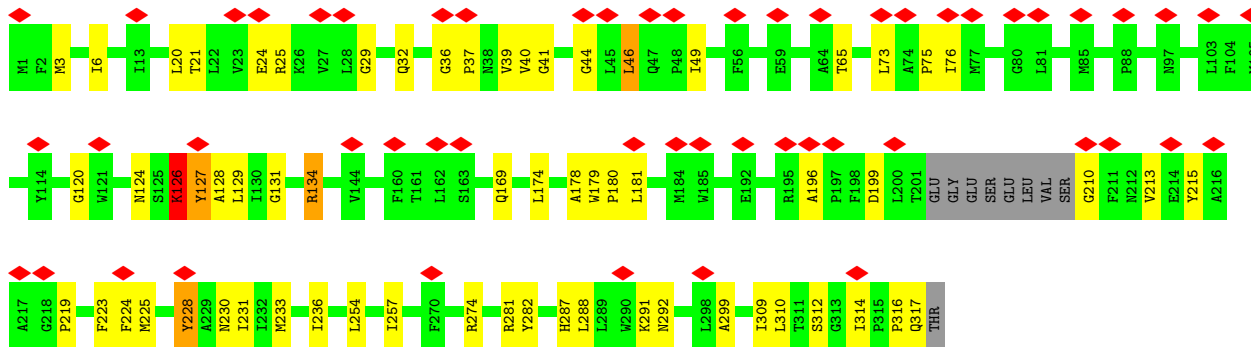 M1 F2 M3 I6 I13 L20 T21 L22 V23 E24 R25 K26 V27 L28 G29 Q32 G36 P37 N38 V39 V40 G41 G44 L45 L46 Q47 P48 I49 F56 E59 A64 T65 L73 A74 P75 I76 M77 G80 L81 M85 P88 N97 L103 F104
Y114 G120 W121 N124 S125 K126 Y127 A128 L129 I130 G131 R134 V144 F160 T161 L162 S163 Q169 L174 A178 W179 P180 L181 M184 W185 E192 R195 A196 P197 F198 D199 L200 T201 GLU GLY GLU SER GLU LEU VAL SER G210 F211 N212 V213 E214 Y215 A216
A217 G218 P219 F223 F224 M225 Y228 A229 N230 I231 I232 M233 I236 L254 I257 F270 R274 R281 Y282 H287 L288 L289 W290 K291 N292 L298 A299 I309 L310 T311 S312 G313 I314 P315 P316 Q317 THR